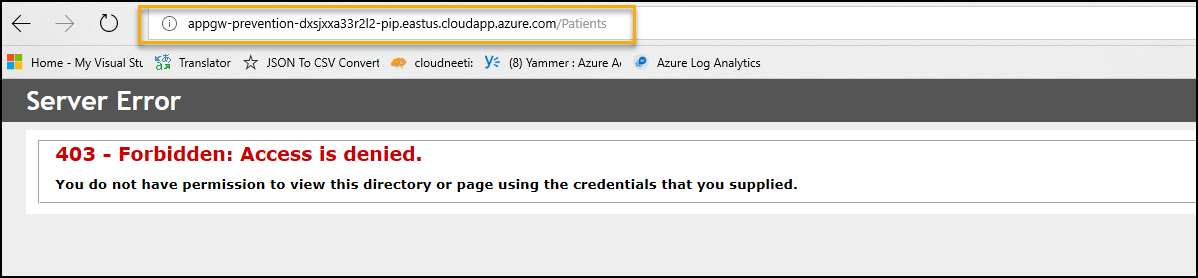 appgw-prevention-dxsjxxa33r2l2-pip.eastus.cloudapp.azure.com/Patients
Home - My Visual Stu Translator JSON To CSV Convert cloudneeti: (8) Yammer : Azure Ac Azure Log Analytics
Server Error
403 - Forbidden: Access is denied.
You do not have permission to view this directory or page using the credentials that you supplied.